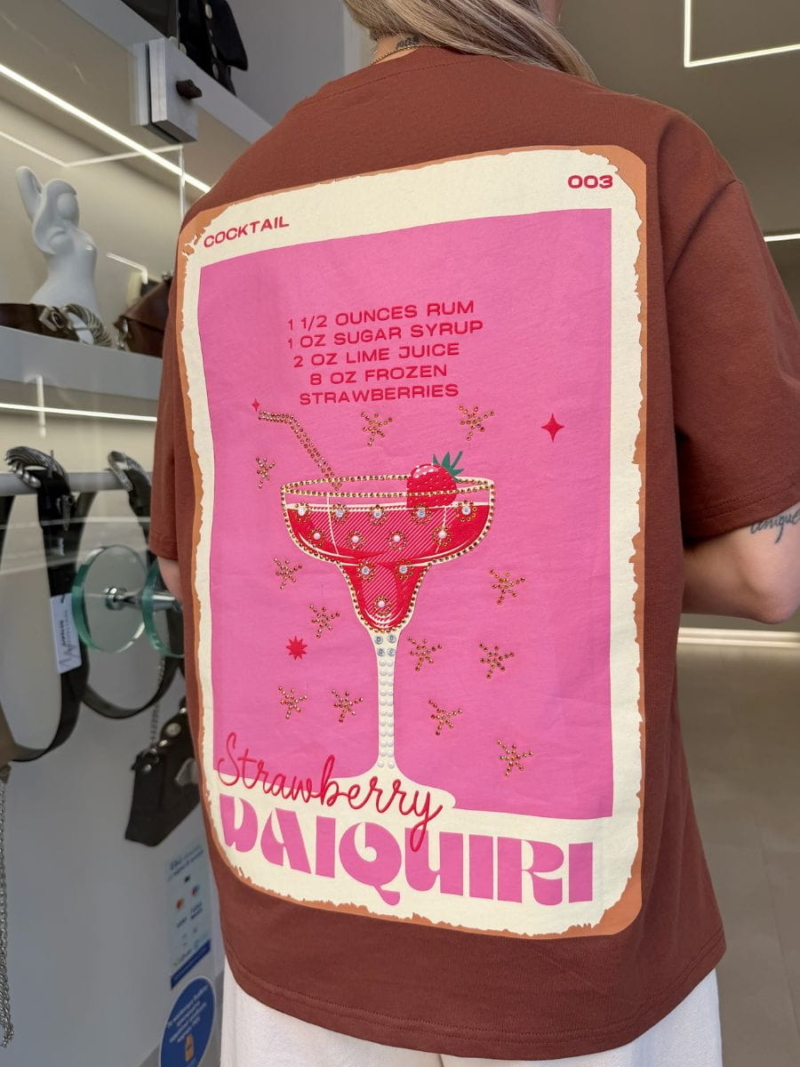 COCKTAIL
003
1 1/2 OUNCES RUM
1 OZ SUGAR SYRUP
2 OZ LIME JUICE
8 OZ FROZEN
STRAWBERRIES
Strawberry
DAIQUIRI
unique